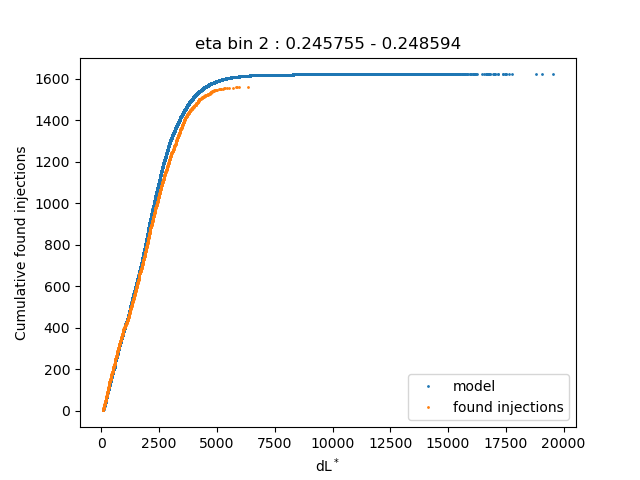 eta bin 2 : 0.245755 - 0.248594
1600
1400
1200
1000
800
600
400
200
0
Cumulative found injections
model
found injections
0 2500 5000 7500 10000 12500 15000 17500 20000
dL*